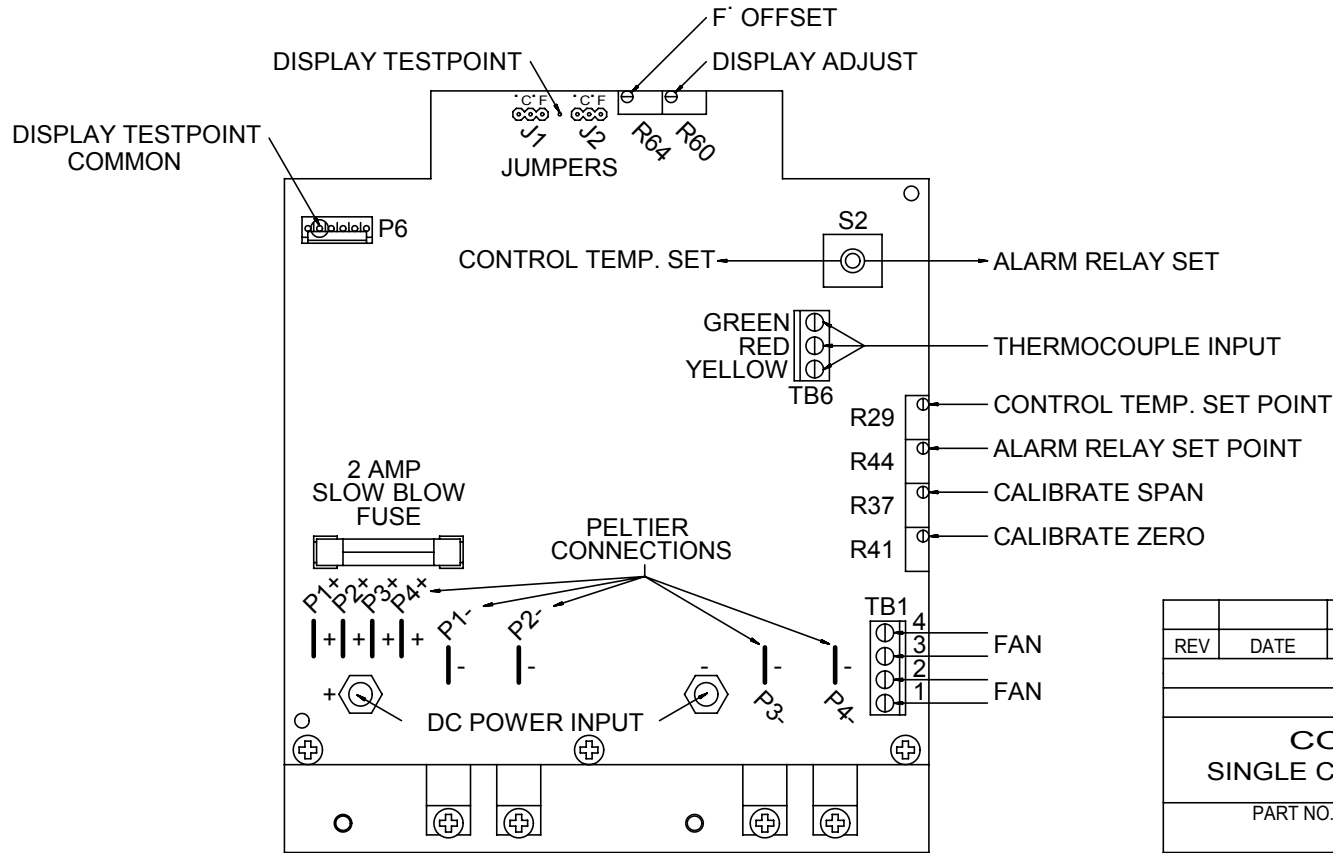 F˙ OFFSET
DISPLAY TESTPOINT
DISPLAY ADJUST
˙C˙F
˙C˙F
J1
J2
R64
R60
JUMPERS
DISPLAY TESTPOINT
COMMON
P6
S2
CONTROL TEMP. SET
ALARM RELAY SET
GREEN
RED
YELLOW
TB6
THERMOCOUPLE INPUT
R29
CONTROL TEMP. SET POINT
R44
ALARM RELAY SET POINT
R37
CALIBRATE SPAN
R41
CALIBRATE ZERO
2 AMP
SLOW BLOW
FUSE
PELTIER
CONNECTIONS
P1+
P2+
P3+
P4+
+ + + +
P1-
P2-
- -
- -
P3-
P4-
TB1
4
3
2
1
FAN
FAN
+
-
DC POWER INPUT
REV DATE
CO
SINGLE C
PART NO.